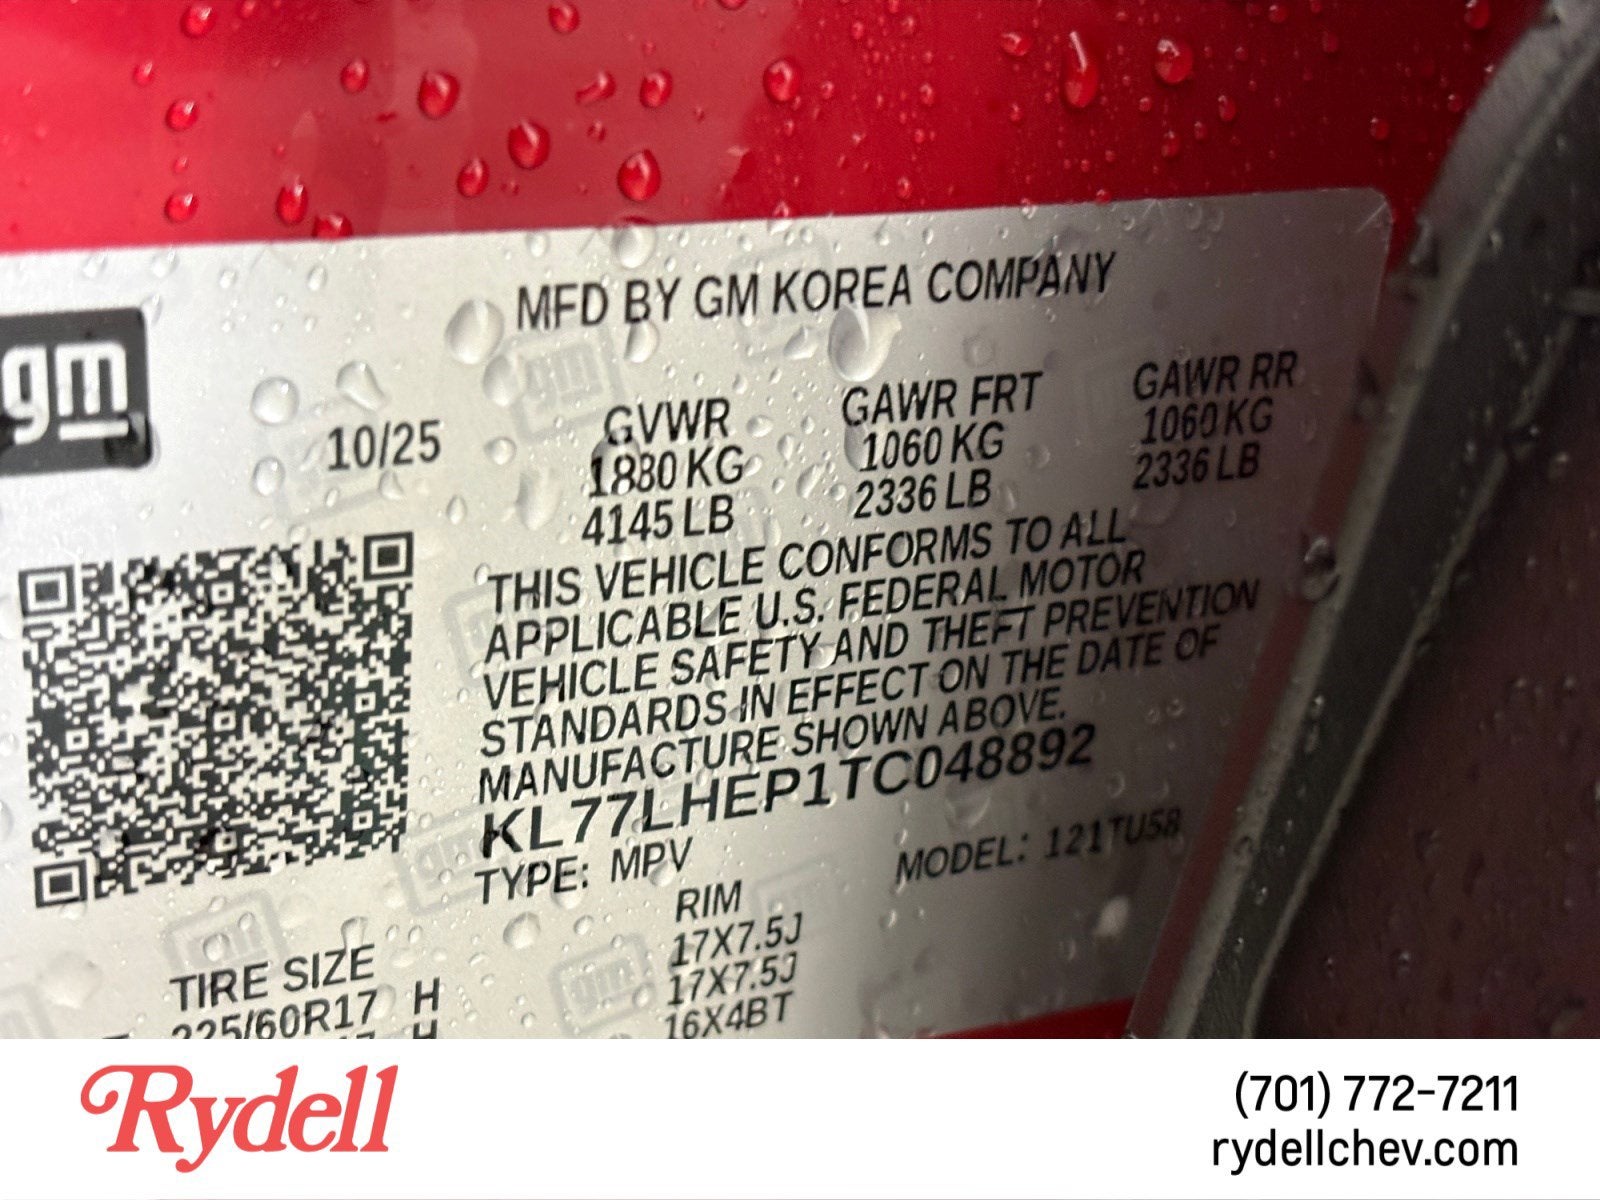 MFD BY GM KOREA COMPANY
gm
10/25
GVWR
1880 KG
4145 LB
GAWR FRT
1060 KG
2336 LB
GAWR RR
1060 KG
2336 LB
THIS VEHICLE CONFORMS TO ALL
APPLICABLE U.S. FEDERAL MOTOR
VEHICLE SAFETY AND THEFT PREVENTION
STANDARDS IN EFFECT ON THE DATE OF
MANUFACTURE SHOWN ABOVE.
KL77LHEP1TC048892
TYPE: MPV
MODEL: 121TU58
TIRE SIZE
225/60R17 H
H
RIM
17X7.5J
17X7.5J
16X4BT
Rydell
(701) 772-7211
rydellchev.com